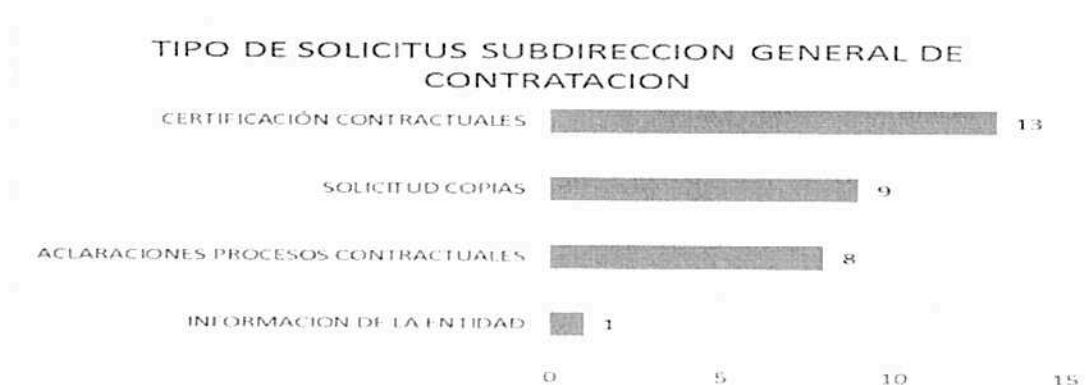 TIPO DE SOLICITUS SUBDIRECCION GENERAL DE
CONTRATACION
CERTIFICACIÓN CONTRACTUALES 13
SOLICITUD COPIAS 9
ACLARACIONES PROCESOS CONTRACTUALES 8
INFORMACION DE LA ENTIDAD 1
0 5 10 15